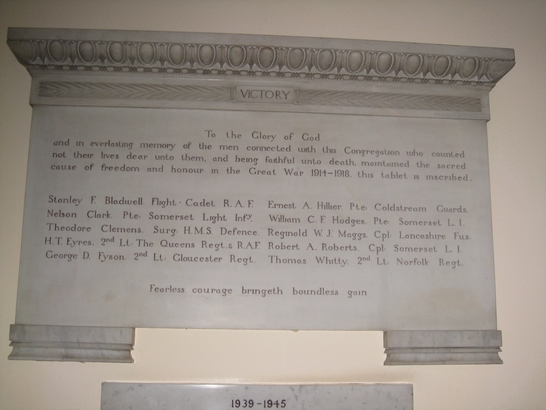 VICTORY
To the Glory of God
and in everlasting memory of the men connected with this Congregation who counted
not their lives dear unto them, and being faithful unto death, maintained the sacred
cause of freedom and honour in the Great War 1914-1918, this tablet is inscribed.
Stanley F. Bladwell. Flight-Cadet R.A.F.
Nelson Clark. Pte. Somerset Light Infy.
Theodore Clemens. Surg. H.M.S. Defence.
H.T. Eyres. 2nd Lt. The Queens Regt. & R.A.F.
George D. Fyson. 2nd Lt. Gloucester Regt.
Ernest A. Hillier. Pte. Coldstream Guards.
William C.F. Hodges. Pte. Somerset L.I.
Reginald W.J. Maggs. Cpl. Lancashire Fus.
Robert A. Roberts. Cpl. Somerset L.I.
Thomas Whitty. 2nd Lt. Norfolk Regt.
Fearless courage bringeth boundless gain
1939-1945